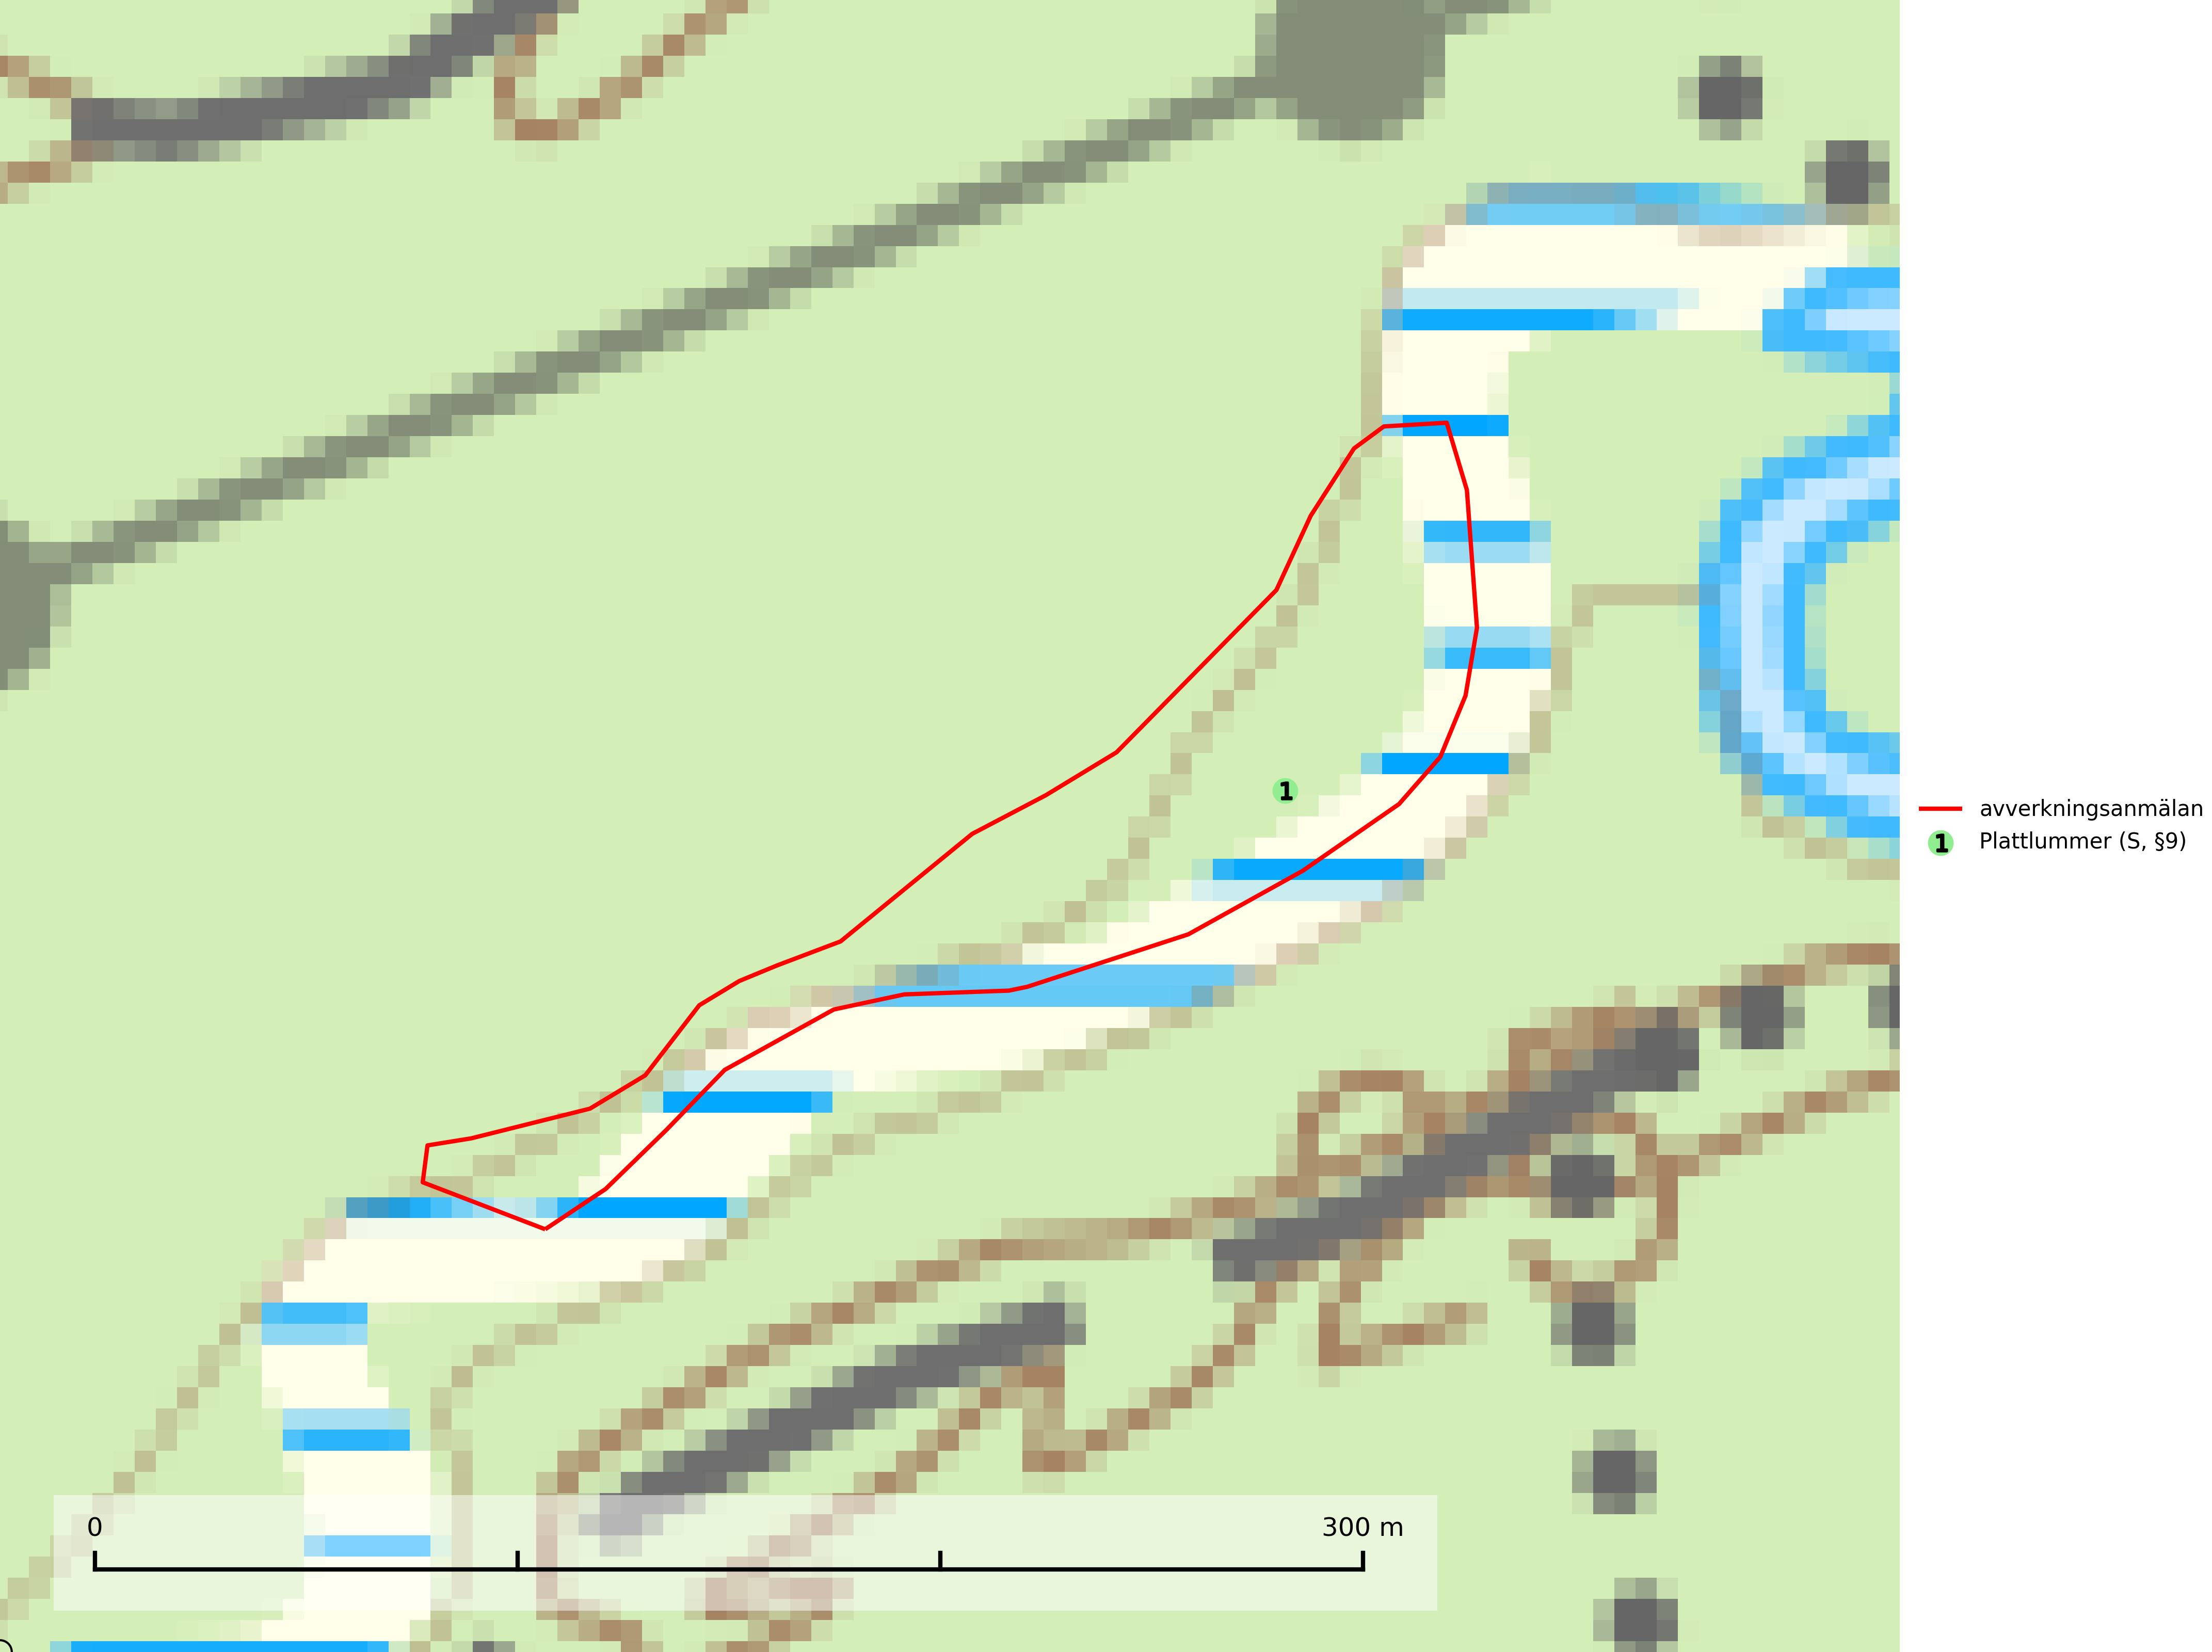 1
avverkningsanmälan
1 Plattlummer (S, §9)
0 300 m